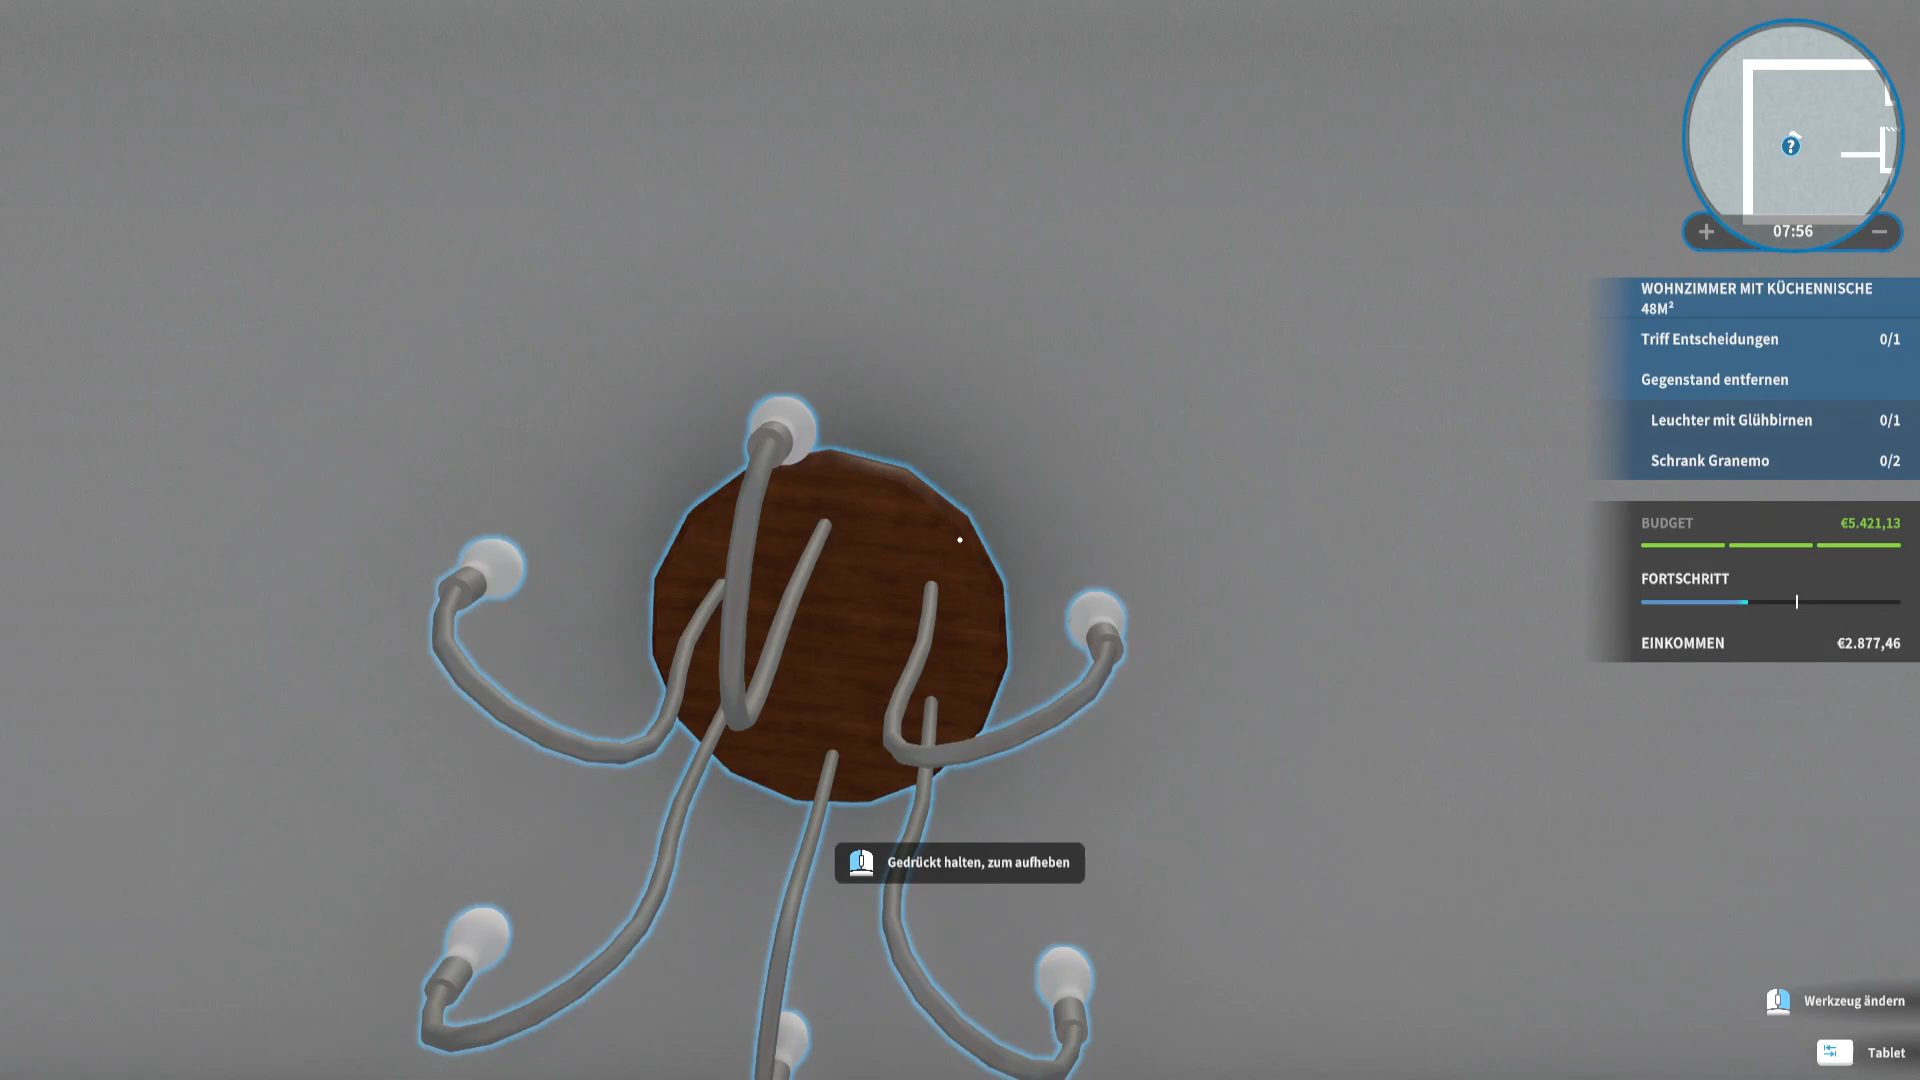 ?
07:56
WOHNZIMMER MIT KÜCHENNISCHE
48M²
Triff Entscheidungen 0/1
Gegenstand entfernen
Leuchter mit Glühbirnen 0/1
Schrank Granemo 0/2
BUDGET €5.421,13
FORTSCHRITT
EINKOMMEN €2.877,46
Gedrückt halten, zum aufheben
Werkzeug ändern
Tablet